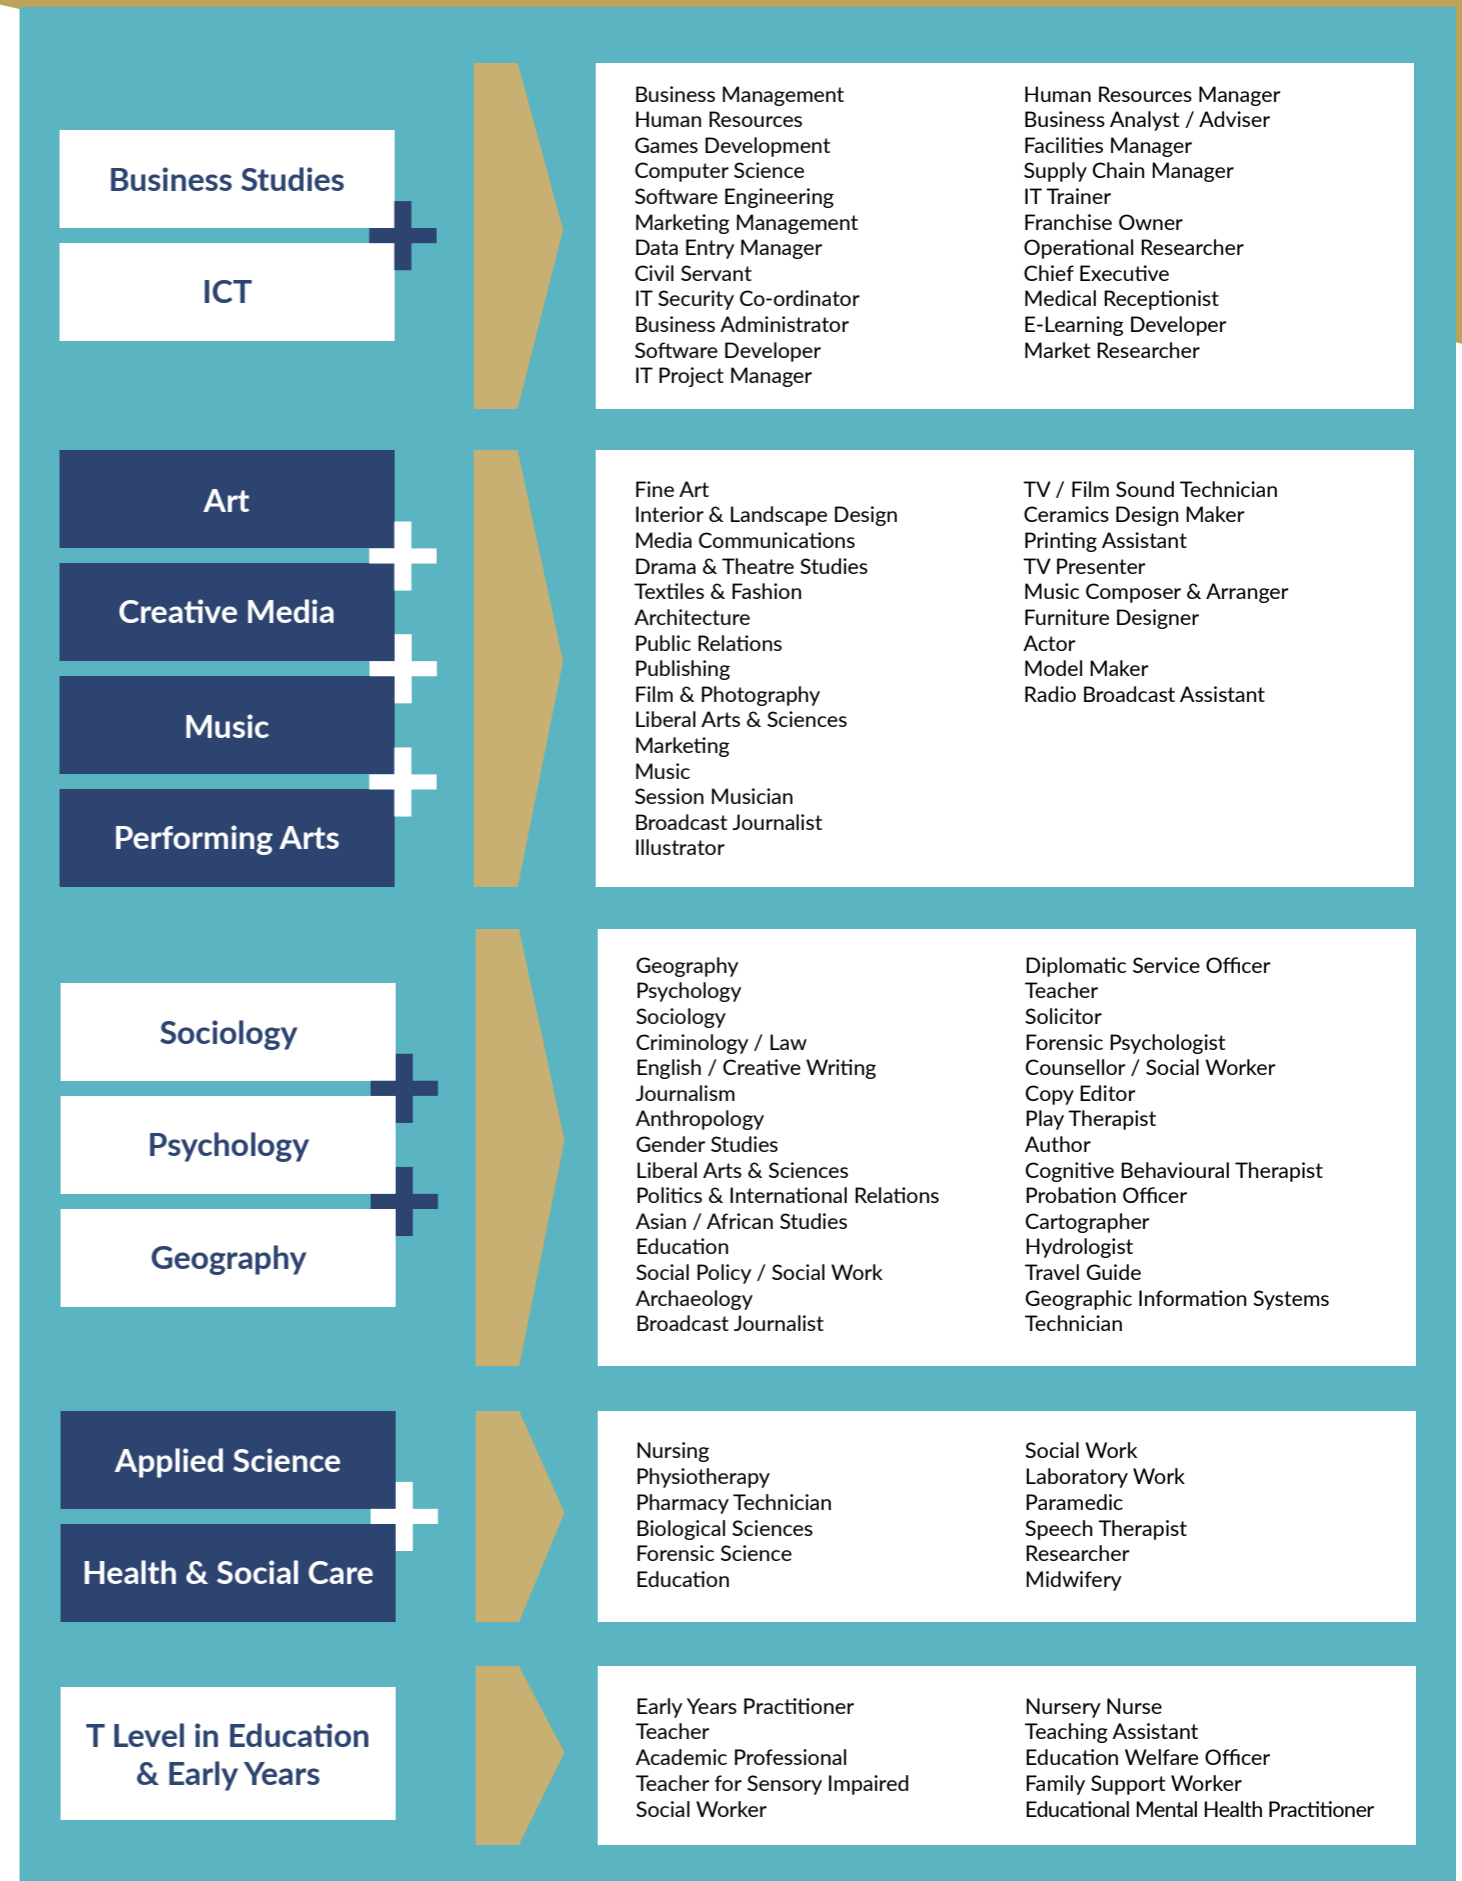 Business Studies
ICT
Business Management
Human Resources
Games Development
Computer Science
Software Engineering
Marketing Management
Data Entry Manager
Civil Servant
IT Security Co-ordinator
Business Administrator
Software Developer
IT Project Manager
Human Resources Manager
Business Analyst / Adviser
Facilities Manager
Supply Chain Manager
IT Trainer
Franchise Owner
Operational Researcher
Chief Executive
Medical Receptionist
E-Learning Developer
Market Researcher
Art
Creative Media
Music
Performing Arts
Fine Art
Interior & Landscape Design
Media Communications
Drama & Theatre Studies
Textiles & Fashion
Architecture
Public Relations
Publishing
Film & Photography
Liberal Arts & Sciences
Marketing
Music
Session Musician
Broadcast Journalist
Illustrator
TV / Film Sound Technician
Ceramics Design Maker
Printing Assistant
TV Presenter
Music Composer & Arranger
Furniture Designer
Actor
Model Maker
Radio Broadcast Assistant
Sociology
Psychology
Geography
Geography
Psychology
Sociology
Criminology / Law
English / Creative Writing
Journalism
Anthropology
Gender Studies
Liberal Arts & Sciences
Politics & International Relations
Asian / African Studies
Education
Social Policy / Social Work
Archaeology
Broadcast Journalist
Diplomatic Service Officer
Teacher
Solicitor
Forensic Psychologist
Counsellor / Social Worker
Copy Editor
Play Therapist
Author
Cognitive Behavioural Therapist
Probation Officer
Cartographer
Hydrologist
Travel Guide
Geographic Information Systems
Technician
Applied Science
Health & Social Care
Nursing
Physiotherapy
Pharmacy Technician
Biological Sciences
Forensic Science
Education
Social Work
Laboratory Work
Paramedic
Speech Therapist
Researcher
Midwifery
T Level in Education
& Early Years
Early Years Practitioner
Teacher
Academic Professional
Teacher for Sensory Impaired
Social Worker
Nursery Nurse
Teaching Assistant
Education Welfare Officer
Family Support Worker
Educational Mental Health Practitioner